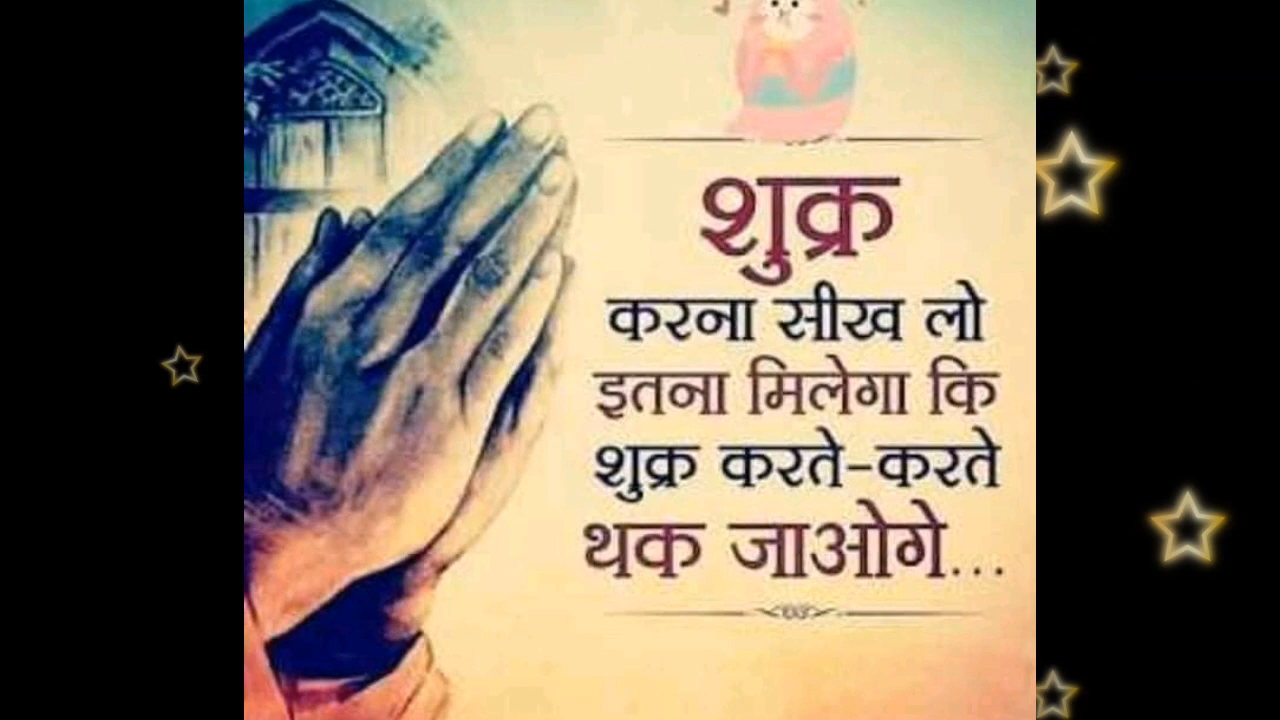 शुक्र
करना सीख लो
इतना मिलेगा कि
शुक्र करते-करते
थक जाओगे...